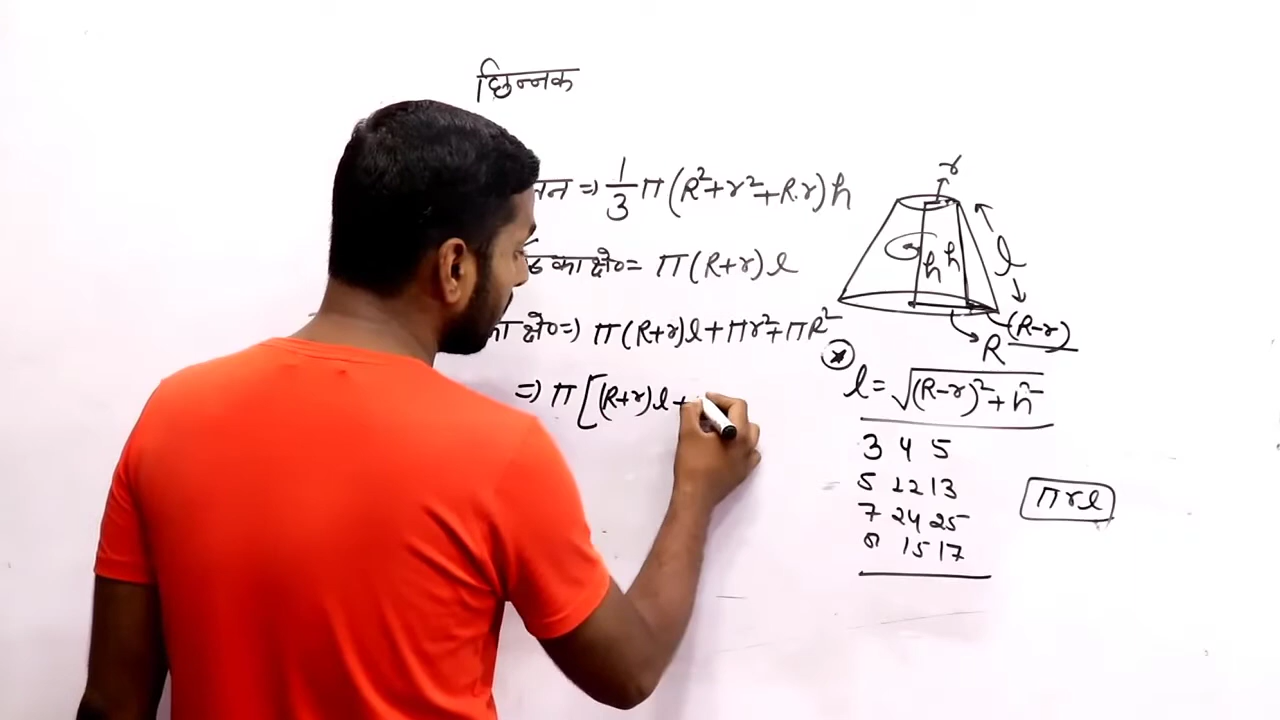 छिन्नक
⇒ 1/3 π(R²+r²+R.r)h
का क्षे०= π(R+r)l
क्षे०=) π(R+r)l+πr²+πR²
=) π[(R+r)l+
r
h h
l
R
(R-r)
l= √(R-r)²+h²
3 4 5
5 12 13
7 24 25
8 15 17
πrl